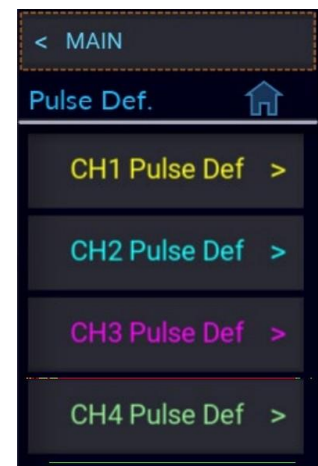 < MAIN
Pulse Def.
CH1 Pulse Def >
CH2 Pulse Def >
CH3 Pulse Def >
CH4 Pulse Def >